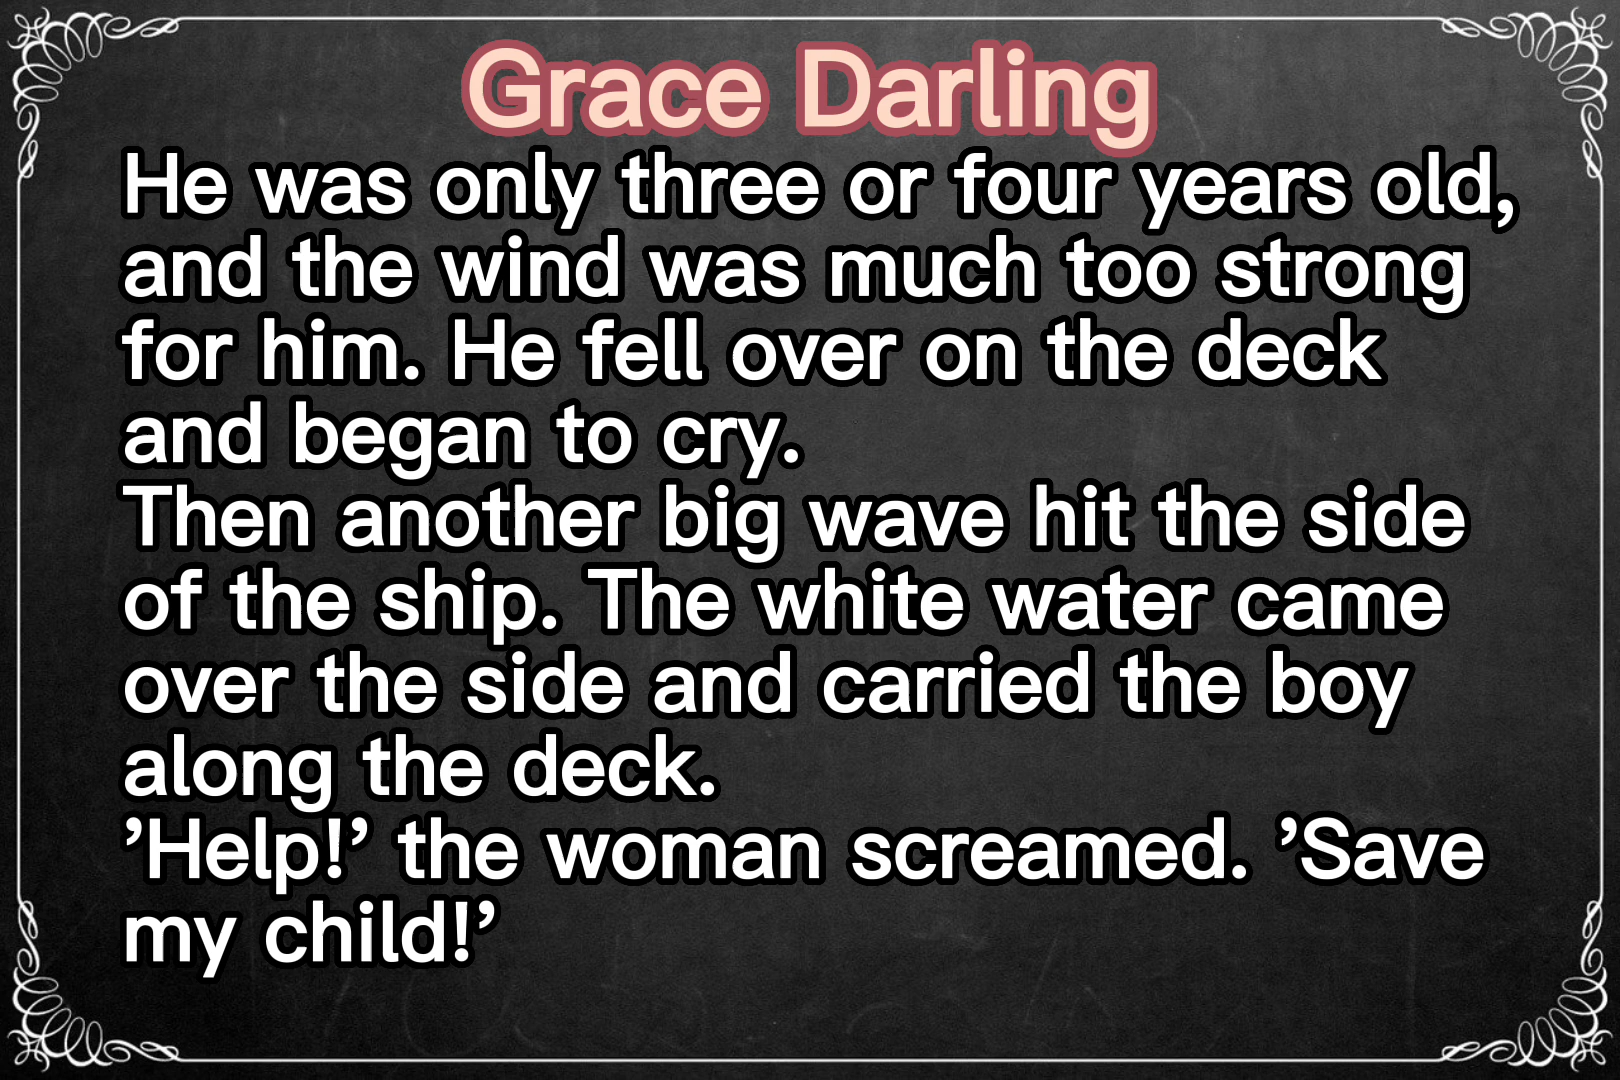 Grace Darling
He was only three or four years old,
and the wind was much too strong
for him. He fell over on the deck
and began to cry.
Then another big wave hit the side
of the ship. The white water came
over the side and carried the boy
along the deck.
’Help!’ the woman screamed. ’Save
my child!’